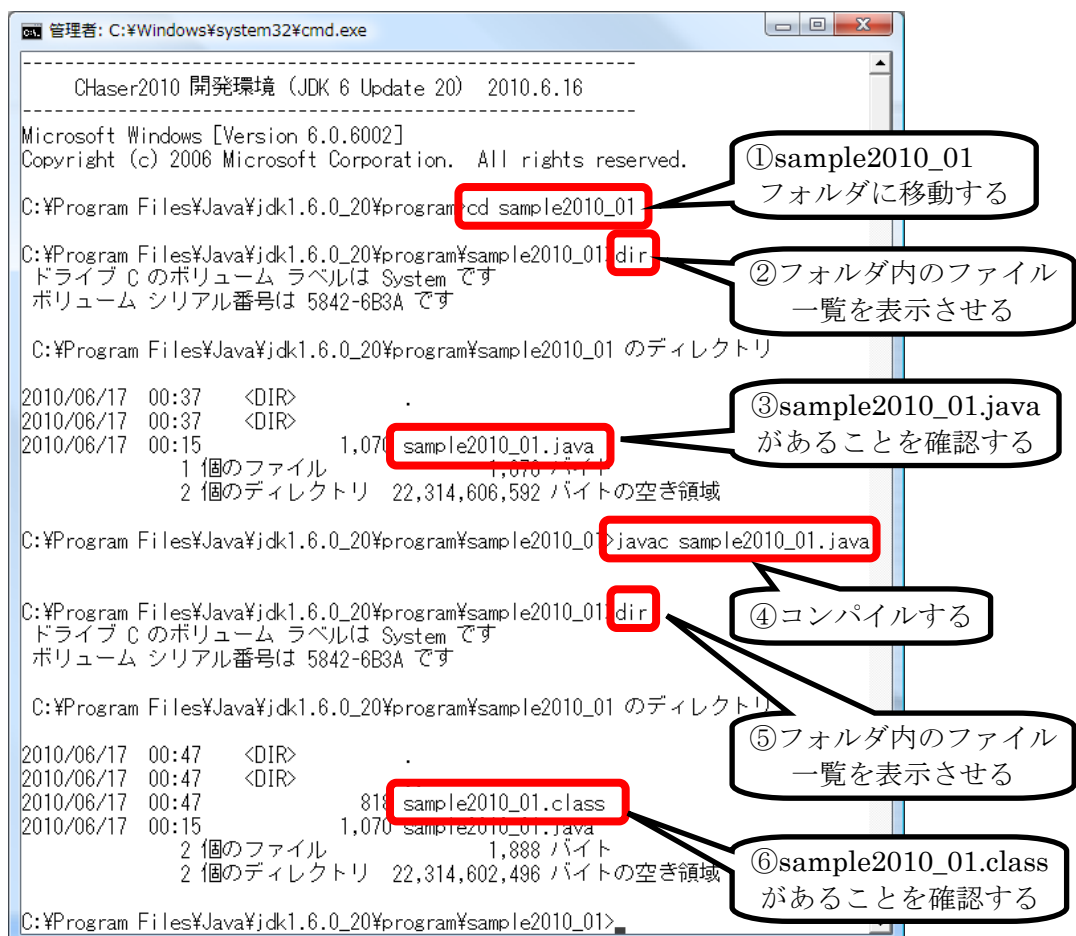 管理者: C:¥Windows¥system32¥cmd.exe
------------------------------------------------------------
CHaser2010 開発環境 (JDK 6 Update 20) 2010.6.16
------------------------------------------------------------
Microsoft Windows [Version 6.0.6002]
Copyright (c) 2006 Microsoft Corporation. All rights reserved.
①sample2010_01
フォルダに移動する
C:¥Program Files¥Java¥jdk1.6.0_20¥program>cd sample2010_01
C:¥Program Files¥Java¥jdk1.6.0_20¥program¥sample2010_01>dir
ドライブ C のボリューム ラベルは System です
ボリューム シリアル番号は 5842-6B3A です
②フォルダ内のファイル
一覧を表示させる
C:¥Program Files¥Java¥jdk1.6.0_20¥program¥sample2010_01 のディレクトリ
2010/06/17 00:37 <DIR> .
2010/06/17 00:37 <DIR>
2010/06/17 00:15 1,070 sample2010_01.java
1 個のファイル 1,070 バイト
2 個のディレクトリ 22,314,606,592 バイトの空き領域
③sample2010_01.java
があることを確認する
C:¥Program Files¥Java¥jdk1.6.0_20¥program¥sample2010_01>javac sample2010_01.java
④コンパイルする
C:¥Program Files¥Java¥jdk1.6.0_20¥program¥sample2010_01>dir
ドライブ C のボリューム ラベルは System です
ボリューム シリアル番号は 5842-6B3A です
C:¥Program Files¥Java¥jdk1.6.0_20¥program¥sample2010_01 のディレクトリ
⑤フォルダ内のファイル
一覧を表示させる
2010/06/17 00:47 <DIR> .
2010/06/17 00:47 <DIR>
2010/06/17 00:47 818 sample2010_01.class
2010/06/17 00:15 1,070 sample2010_01.java
2 個のファイル 1,888 バイト
2 個のディレクトリ 22,314,602,496 バイトの空き領域
⑥sample2010_01.class
があることを確認する
C:¥Program Files¥Java¥jdk1.6.0_20¥program¥sample2010_01>